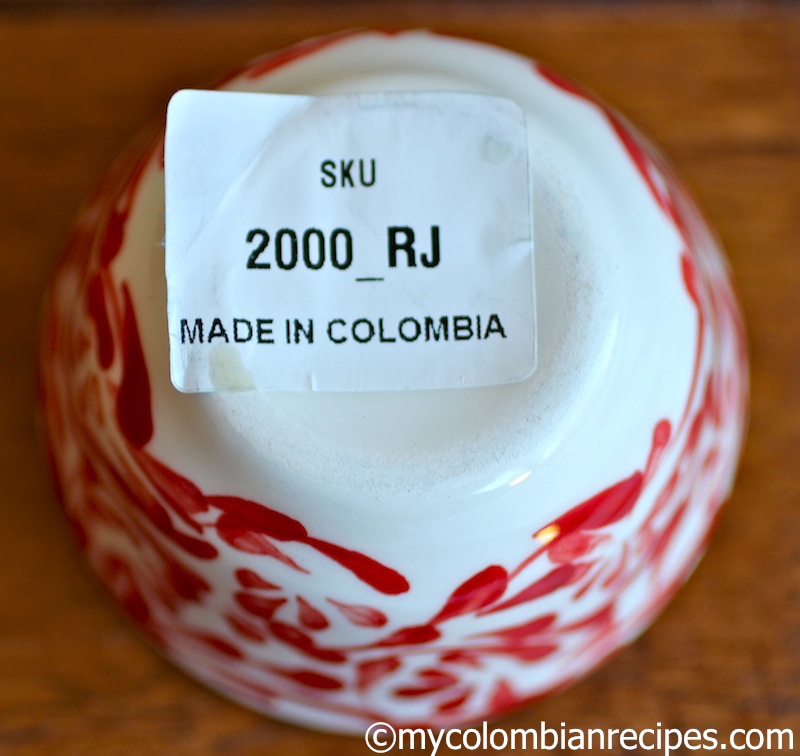 SKU
2000_RJ
MADE IN COLOMBIA
©mycolombianrecipes.com